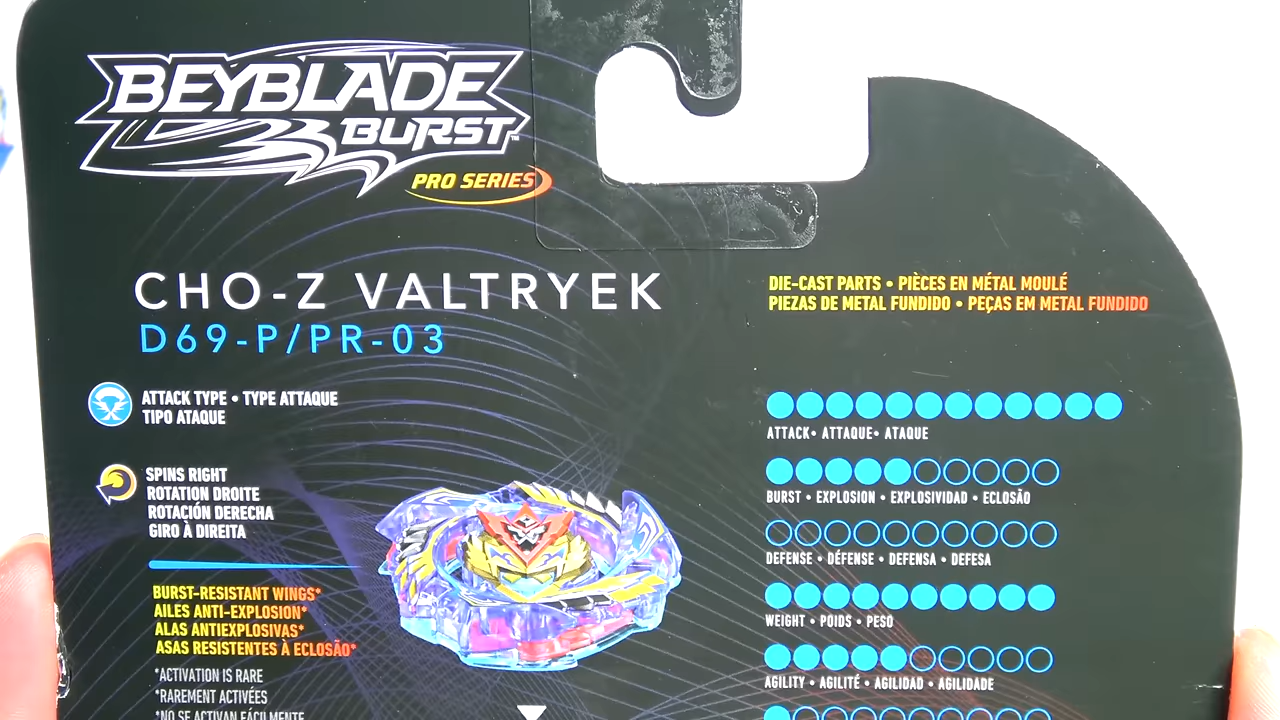 BEYBLADE
BURST™
PRO SERIES
CHO-Z VALTRYEK
D69-P/PR-03
ATTACK TYPE • TYPE ATTAQUE
TIPO ATAQUE
SPINS RIGHT
ROTATION DROITE
ROTACIÓN DERECHA
GIRO À DIREITA
BURST-RESISTANT WINGS*
AILES ANTI-EXPLOSION*
ALAS ANTIEXPLOSIVAS*
ASAS RESISTENTES À ECLOSÃO*
*ACTIVATION IS RARE
*RAREMENT ACTIVÉES
*NO SE ACTIVAN FÁCILMENTE
DIE-CAST PARTS • PIÈCES EN MÉTAL MOULÉ
PIEZAS DE METAL FUNDIDO • PEÇAS EM METAL FUNDIDO
ATTACK• ATTAQUE• ATAQUE
BURST • EXPLOSION • EXPLOSIVIDAD • ECLOSÃO
DEFENSE • DÉFENSE • DEFENSA • DEFESA
WEIGHT • POIDS • PESO
AGILITY • AGILITÉ • AGILIDAD • AGILIDADE